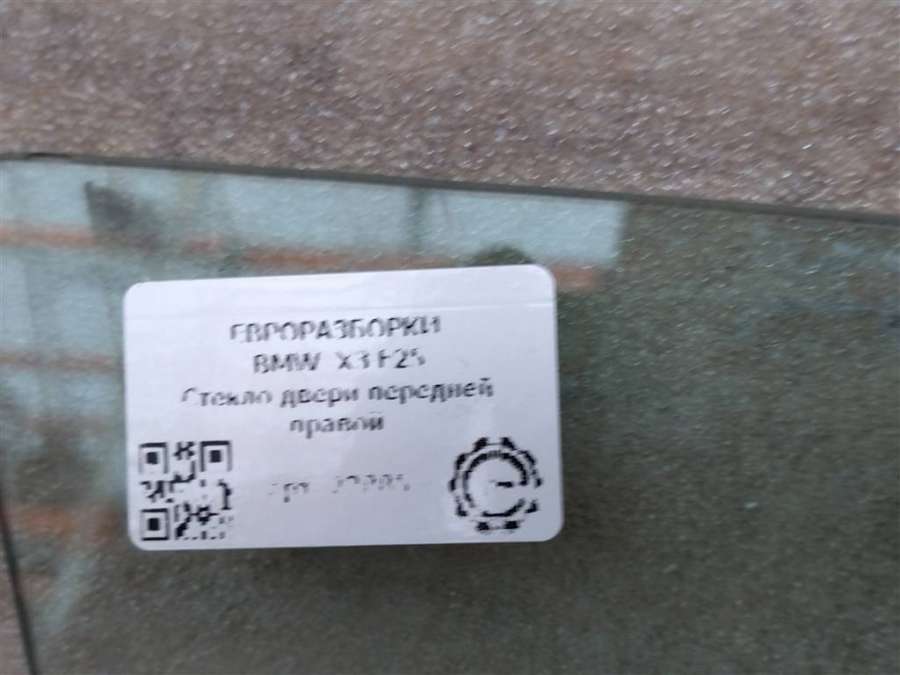 ЕВРОРАЗБОРКИ
BMW X3 F25
Стекло двери передней
правой